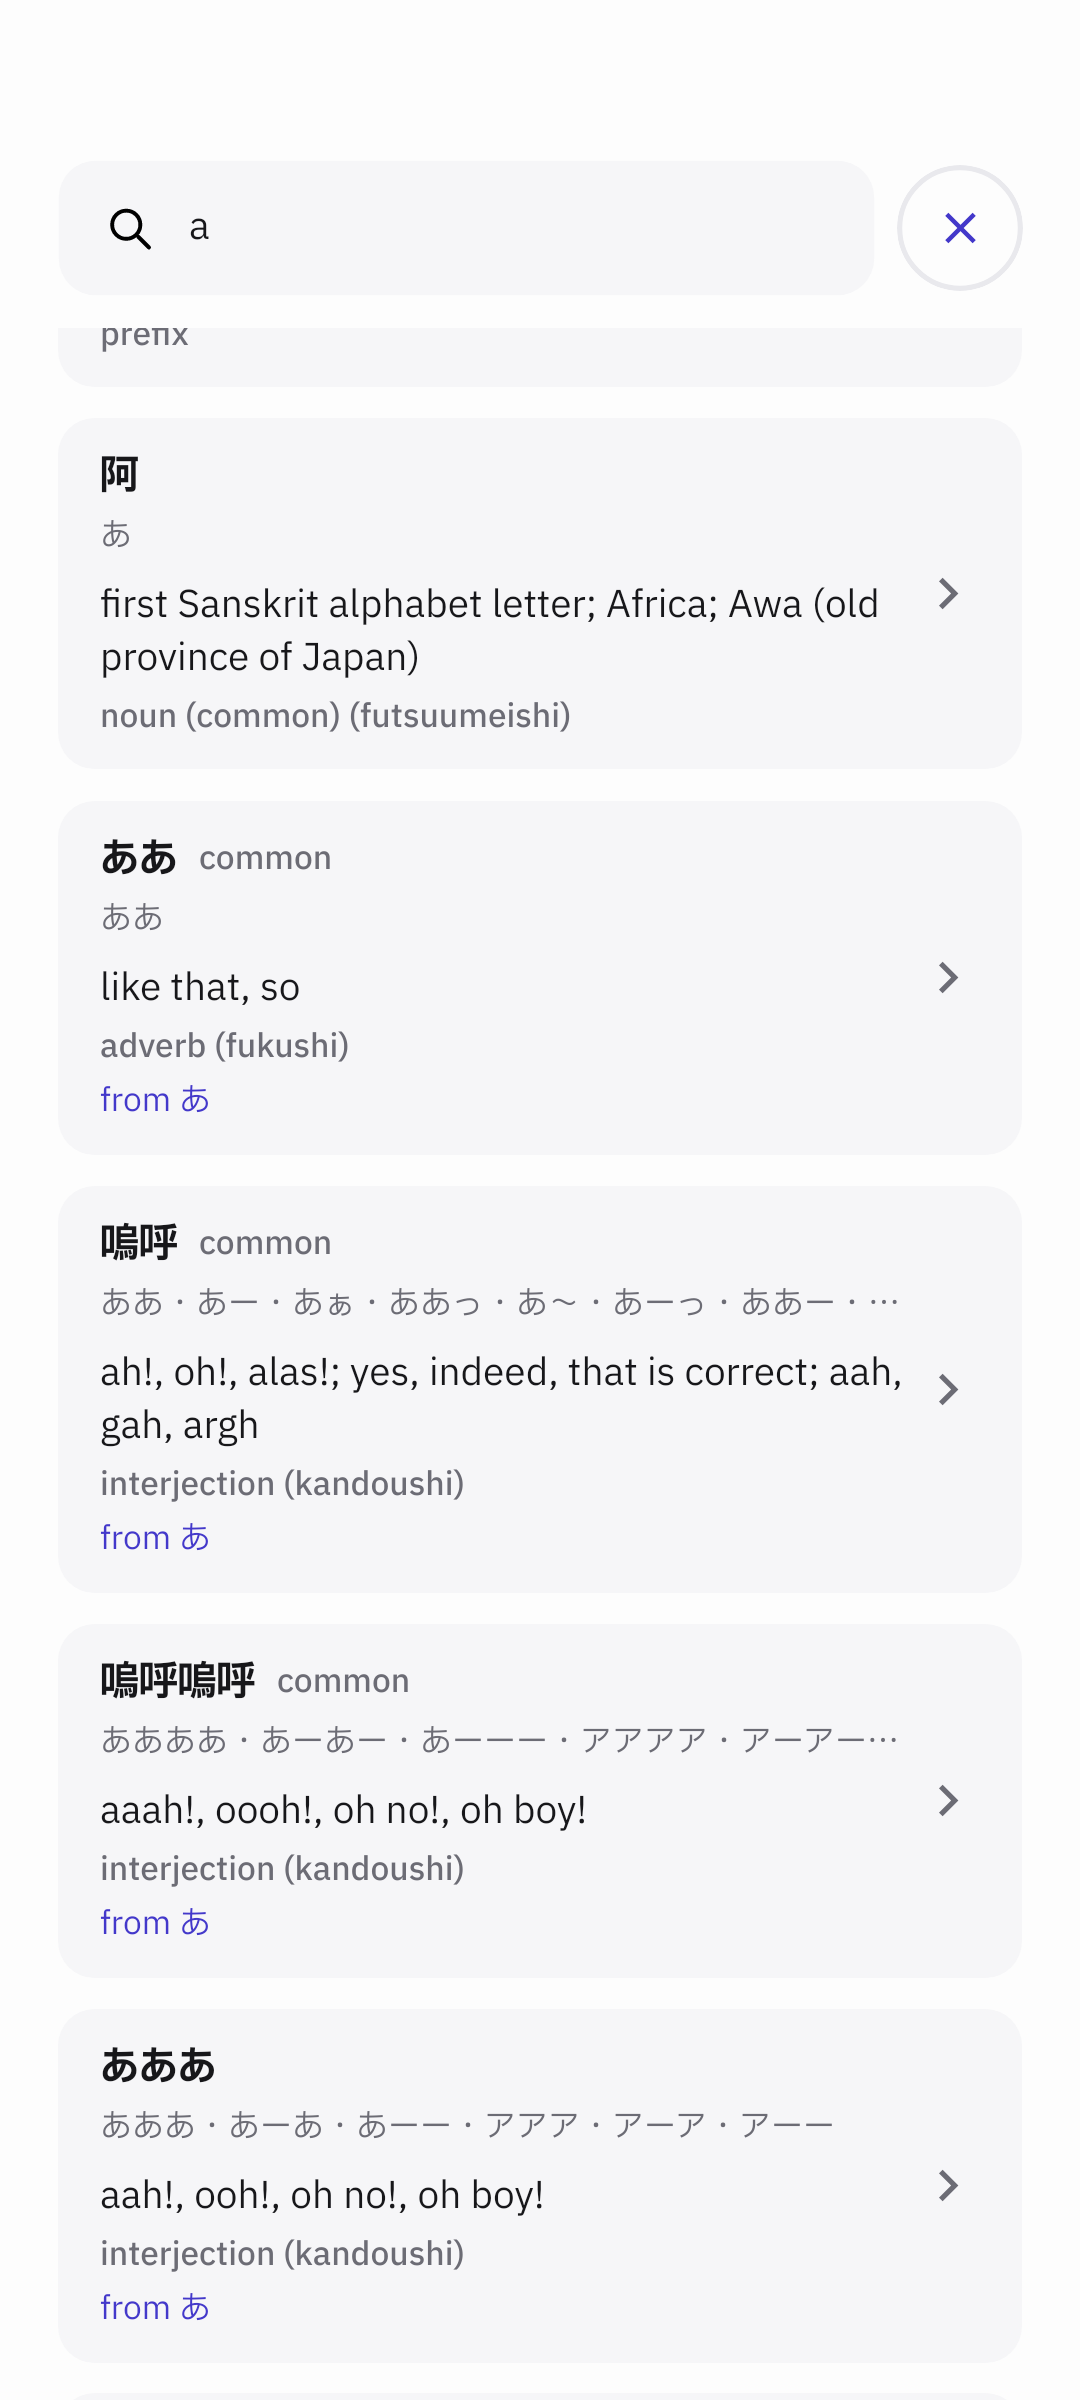 a
prefix
阿
あ
first Sanskrit alphabet letter; Africa; Awa (old
province of Japan)
noun (common) (futsuumeishi)
ああ common
ああ
like that, so
adverb (fukushi)
from あ
嗚呼 common
ああ・あー・あぁ・ああっ・あ～・あーっ・ああー・…
ah!, oh!, alas!; yes, indeed, that is correct; aah,
gah, argh
interjection (kandoushi)
from あ
嗚呼嗚呼 common
ああああ・あーあー・あーーー・アアアア・アーアー…
aaah!, oooh!, oh no!, oh boy!
interjection (kandoushi)
from あ
あああ
あああ・あーあ・あーー・アアア・アーア・アーー
aah!, ooh!, oh no!, oh boy!
interjection (kandoushi)
from あ